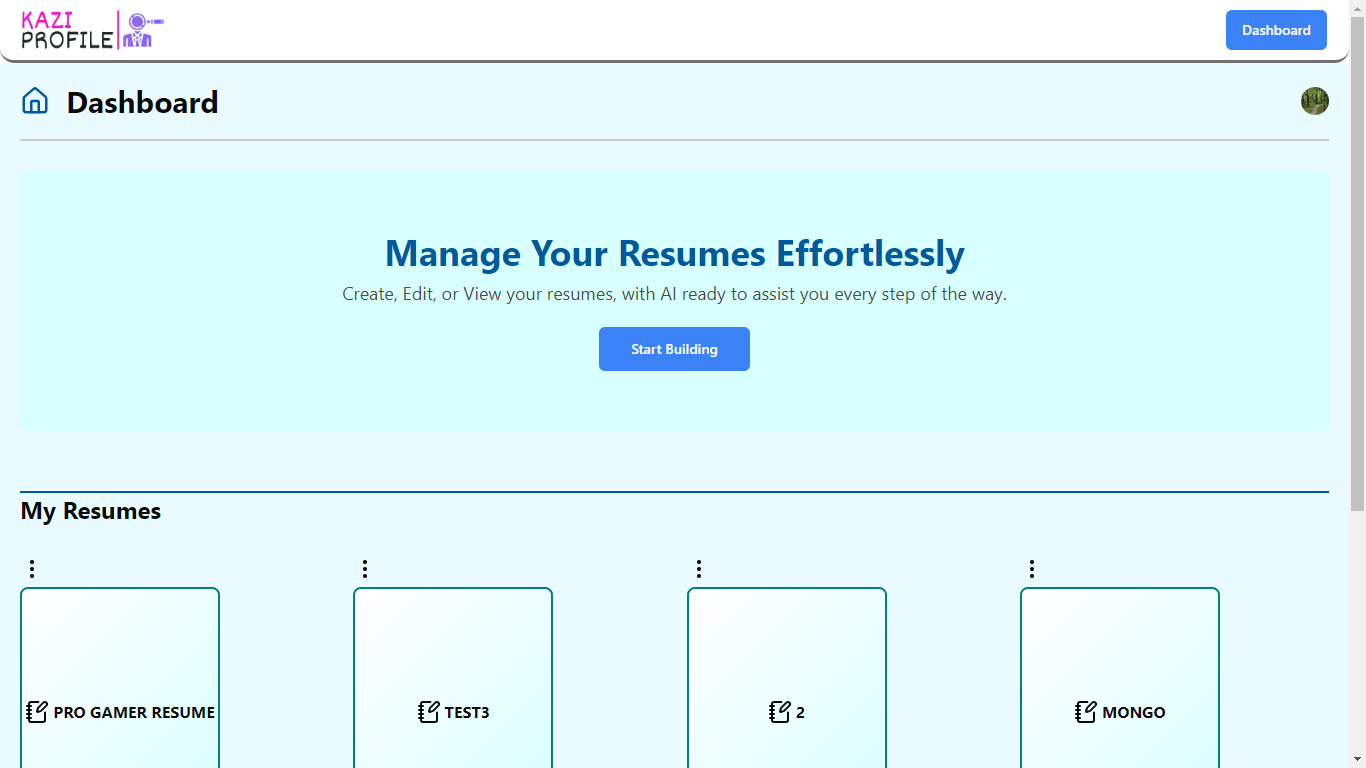 KAZI
PROFILE
Dashboard
Dashboard
Manage Your Resumes Effortlessly
Create, Edit, or View your resumes, with AI ready to assist you every step of the way.
Start Building
My Resumes
PRO GAMER RESUME
TEST3
2
MONGO